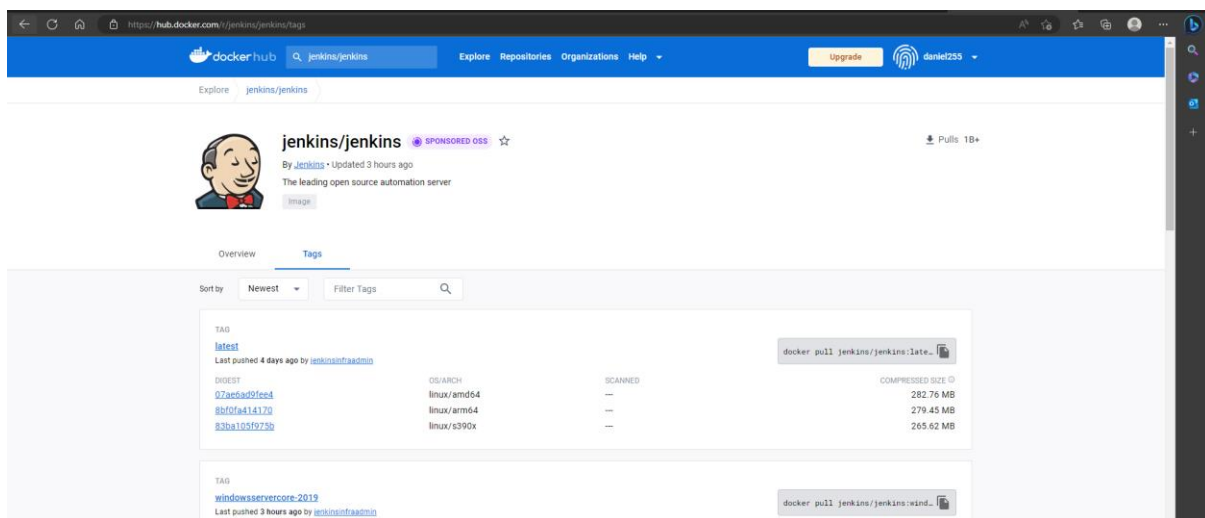 https://hub.docker.com/r/jenkins/jenkins/tags
dockerhub jenkins/jenkins Explore Repositories Organizations Help Upgrade daniel255
Explore jenkins/jenkins
jenkins/jenkins SPONSORED OSS Pulls 1B+
By Jenkins • Updated 3 hours ago
The leading open source automation server
Image
Overview Tags
Sort by Newest Filter Tags
TAG
latest
Last pushed 4 days ago by jenkinsinfraadmin
docker pull jenkins/jenkins:late…
DIGEST OS/ARCH SCANNED COMPRESSED SIZE
07ae6ad9fee4 linux/amd64 — 282.76 MB
8bf0fa414170 linux/arm64 — 279.45 MB
83ba105f975b linux/s390x — 265.62 MB
TAG
windowsservercore-2019
Last pushed 3 hours ago by jenkinsinfraadmin
docker pull jenkins/jenkins:wind…